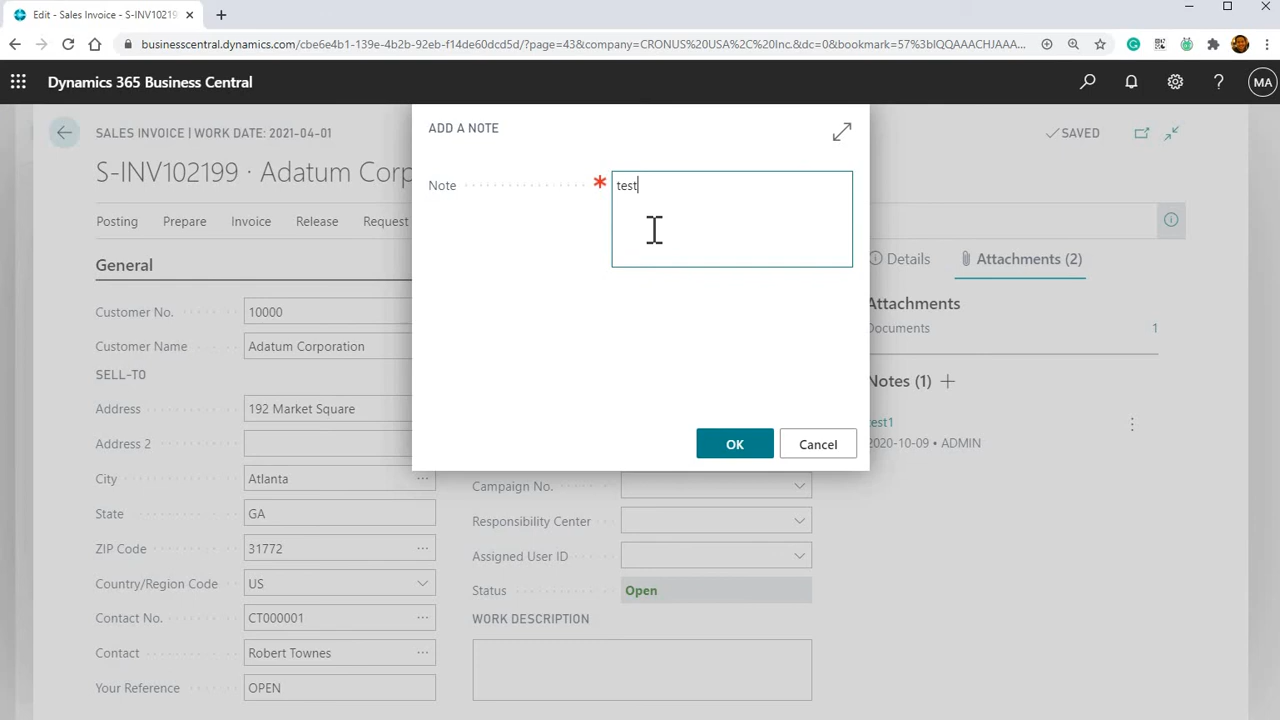 Edit - Sales Invoice - S-INV102199
businesscentral.dynamics.com/cbe6e4b1-139e-4b2b-92eb-f14de6ddcd5d/?page=43&company=CRONUS%20USA%2C%20Inc.&dc=0&bookmark=57%3bIQQAAACHJAAA...
Dynamics 365 Business Central
MA
SALES INVOICE | WORK DATE: 2021-04-01
SAVED
S-INV102199 · Adatum Corp
Posting Prepare Invoice Release Request
ADD A NOTE
Note * test
OK Cancel
General
Customer No. 10000
Customer Name Adatum Corporation
SELL-TO
Address 192 Market Square
Address 2
City Atlanta ...
State GA
ZIP Code 31772 ...
Country/Region Code US
Contact No. CT000001 ...
Contact Robert Townes ...
Your Reference OPEN
Campaign No.
Responsibility Center
Assigned User ID
Status Open
WORK DESCRIPTION
Details Attachments (2)
Attachments
Documents 1
Notes (1) +
test1
2020-10-09 • ADMIN